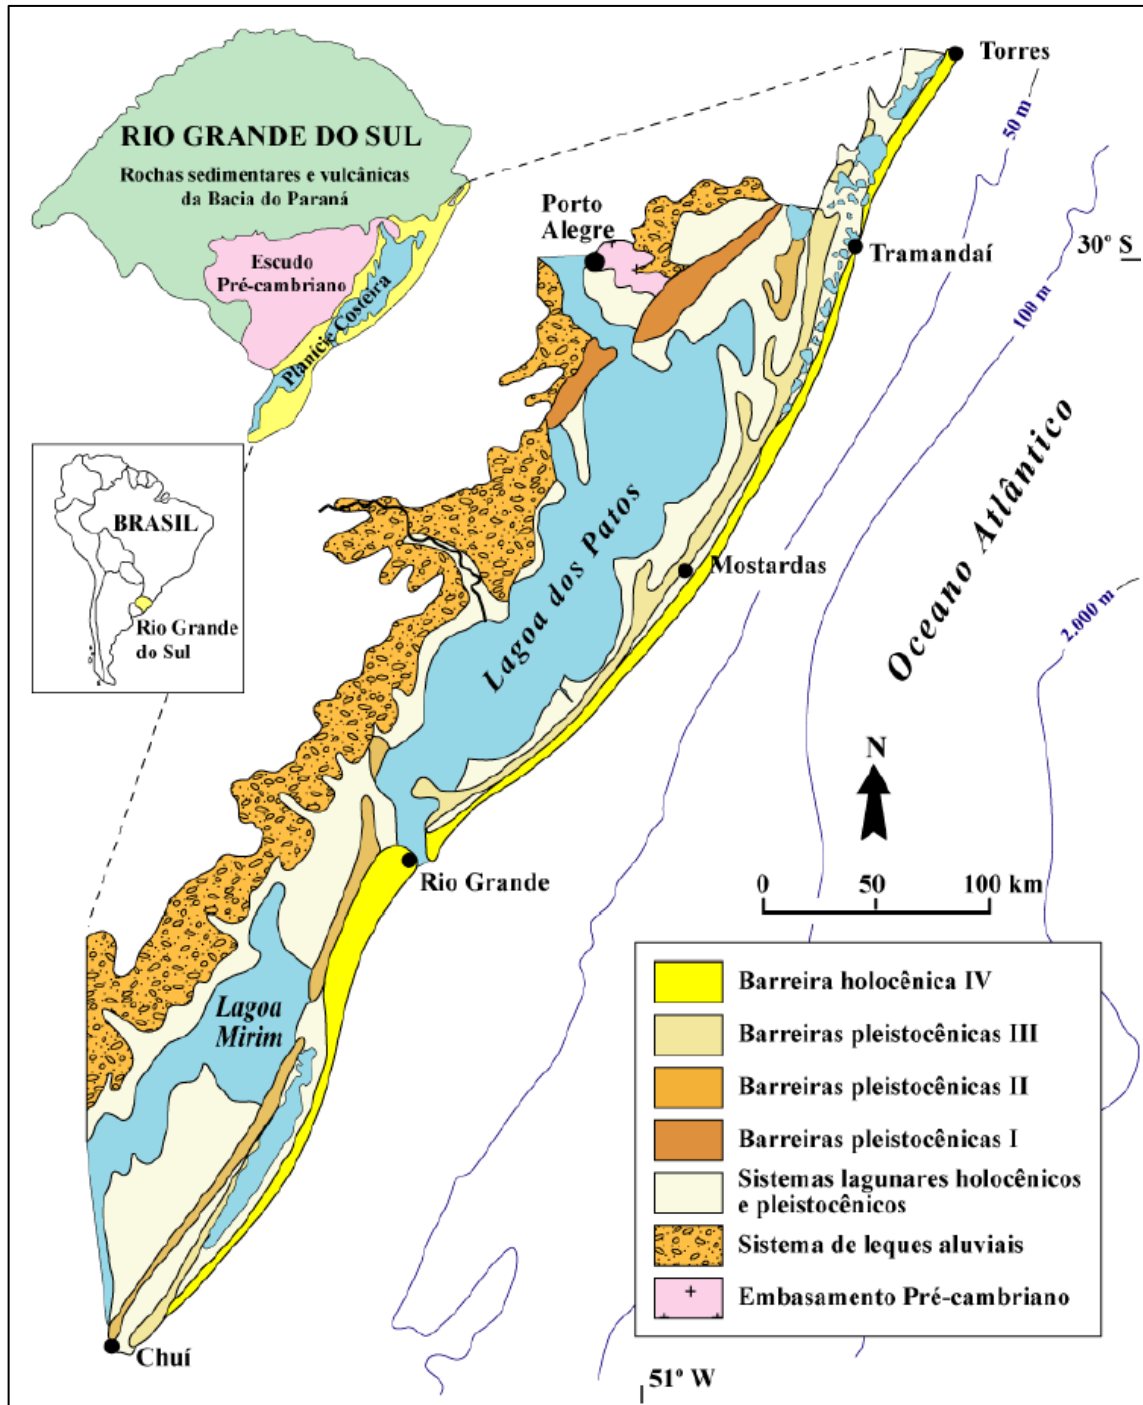 RIO GRANDE DO SUL
Rochas sedimentares e vulcânicas
da Bacia do Paraná
Escudo
Pré-cambriano
Planície Costeira
BRASIL
Rio Grande
do Sul
Torres
50 m
Porto
Alegre
Tramandaí
30º S
100 m
Oceano Atlântico
Lagoa dos Patos
Mostardas
2.000 m
N
Rio Grande
0 50 100 km
Lagoa
Mirim
Chuí
51º W
Barreira holocênica IV
Barreiras pleistocênicas III
Barreiras pleistocênicas II
Barreiras pleistocênicas I
Sistemas lagunares holocênicos
e pleistocênicos
Sistema de leques aluviais
Embasamento Pré-cambriano